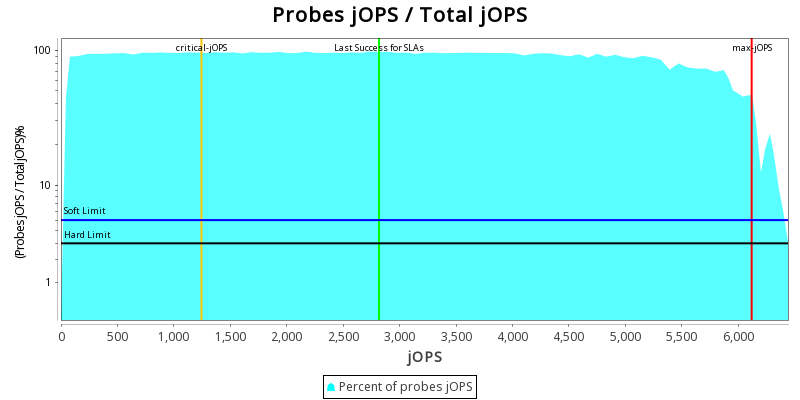 Probes jOPS / Total jOPS
(Probes jOPS / Total jOPS)%
100
10
1
critical-jOPS
Last Success for SLAs
max-jOPS
Soft Limit
Hard Limit
0 500 1,000 1,500 2,000 2,500 3,000 3,500 4,000 4,500 5,000 5,500 6,000
jOPS
Percent of probes jOPS